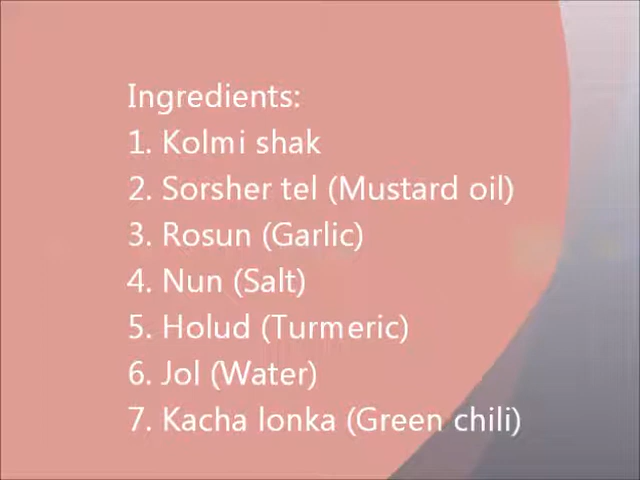 Ingredients:
1. Kolmi shak
2. Sorsher tel (Mustard oil)
3. Rosun (Garlic)
4. Nun (Salt)
5. Holud (Turmeric)
6. Jol (Water)
7. Kacha lonka (Green chili)